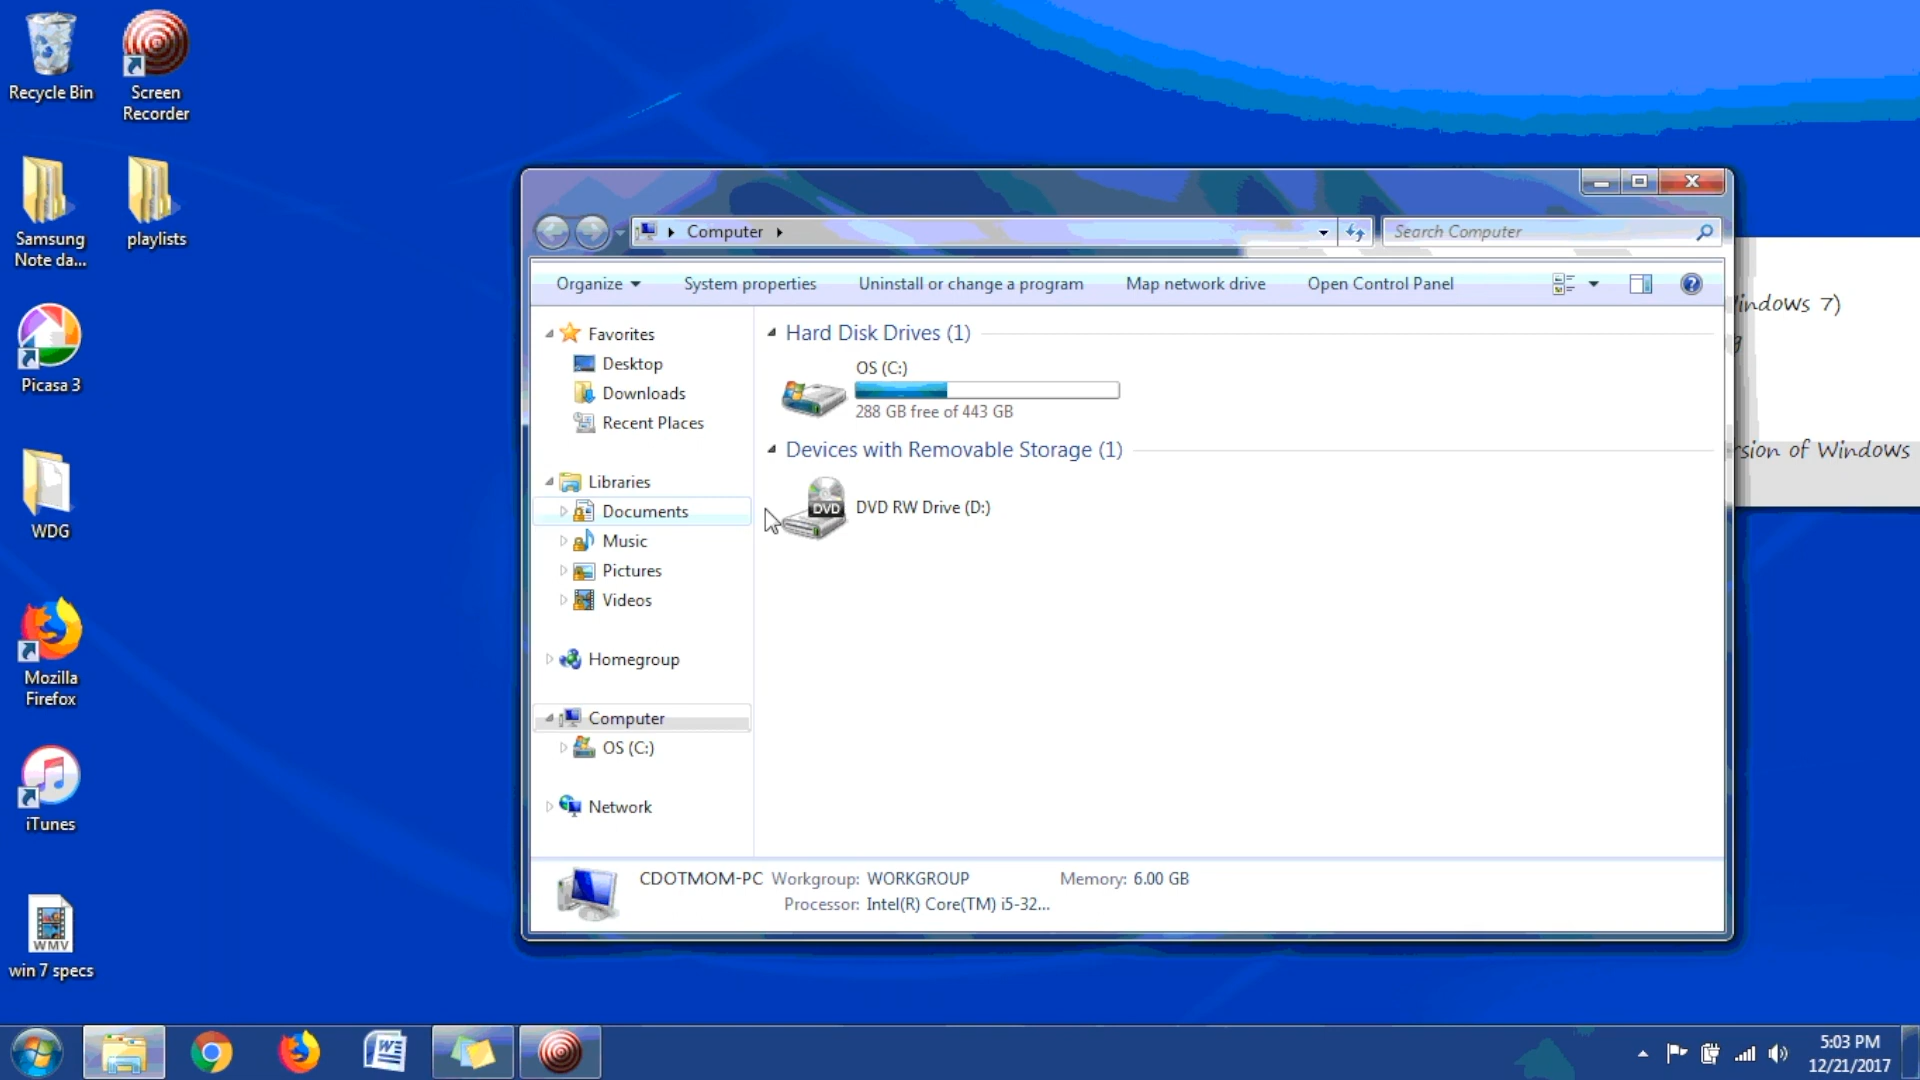 Recycle Bin
Screen
Recorder
Samsung
Note da...
playlists
Picasa 3
WDG
Mozilla
Firefox
iTunes
WMV
win 7 specs
Computer
Search Computer
Organize
System properties
Uninstall or change a program
Map network drive
Open Control Panel
Favorites
Desktop
Downloads
Recent Places
Libraries
Documents
Music
Pictures
Videos
Homegroup
Computer
OS (C:)
Network
Hard Disk Drives (1)
OS (C:)
288 GB free of 443 GB
Devices with Removable Storage (1)
DVD
DVD RW Drive (D:)
CDOTMOM-PC Workgroup: WORKGROUP Memory: 6.00 GB
Processor: Intel(R) Core(TM) i5-32...
7)
of Windows
5:03 PM
12/21/2017